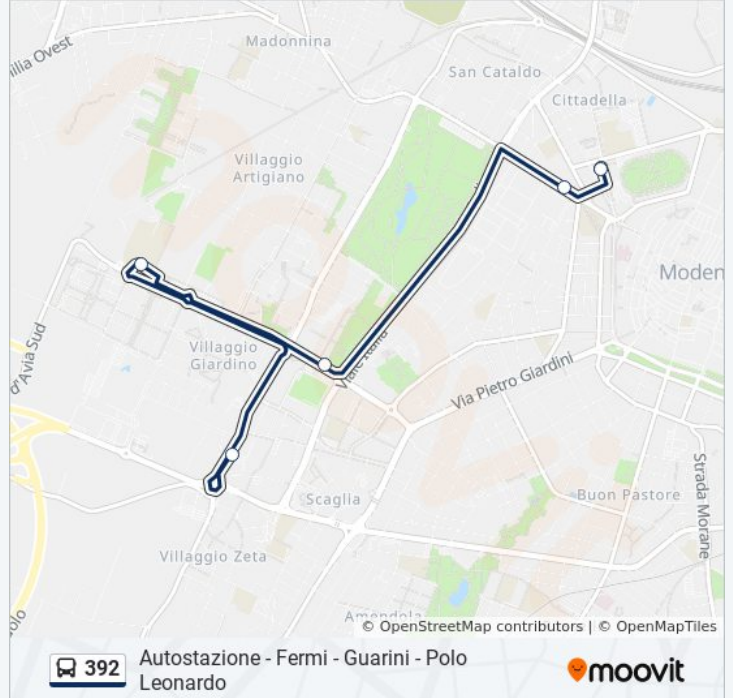 Madonnina
illia Ovest
San Cataldo
Cittadella
Villaggio
Artigiano
Moden
Villaggio
Giardino
d'Avia Sud
Viale Italia
Via Pietro Giardini
Strada Morane
Buon Pastore
Scaglia
Villaggio Zeta
Amendola
olo
© OpenStreetMap contributors | © OpenMapTiles
392
Autostazione - Fermi - Guarini - Polo
Leonardo
moovit